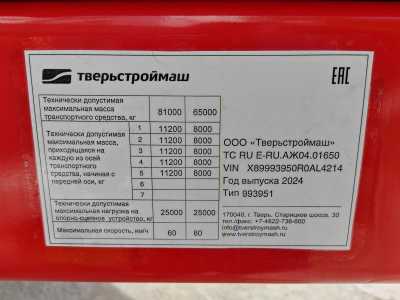 тверьстроймаш
EAC
Технически допустимая
максимальная масса
транспортного средства, кг
81000 65000
Технически допустимая
максимальная масса,
приходящаяся на
каждую из осей
транспортного
средства, начиная с
передней оси, кг
1 11200 8000
2 11200 8000
3 11200 8000
4 11200 8000
5 11200 8000
6
7
Технически допустимая
максимальная нагрузка на
опорно-сцепное устройство, кг
25000 25000
Максимальная скорость, км/ч
60 60
ООО «Тверьстроймаш»
ТС RU E-RU.АЖ04.01650
VIN X89993950R0AL4214
Год выпуска 2024
Тип 993951
170040, г. Тверь, Старицкое шоссе, 30
тел./факс: +7-4822-736-660
info@tverstroymash.ru
www.tverstroymash.ru